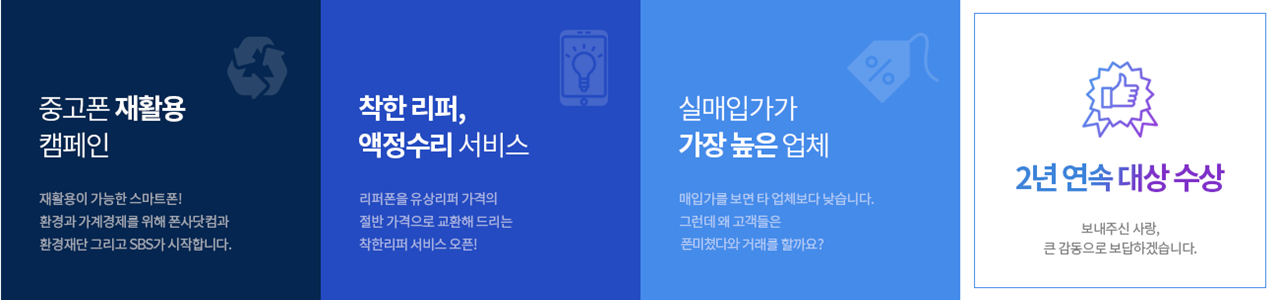 중고폰 재활용
캠페인
재활용이 가능한 스마트폰!
환경과 가계경제를 위해 폰사닷컴과
환경재단 그리고 SBS가 시작합니다.
착한 리퍼,
액정수리 서비스
리퍼폰을 유상리퍼 가격의
절반 가격으로 교환해 드리는
착한리퍼 서비스 오픈!
실매입가가
가장 높은 업체
매입가를 보면 타 업체보다 낮습니다.
그런데 왜 고객들은
폰미쳤다와 거래를 할까요?
2년 연속 대상 수상
보내주신 사랑,
큰 감동으로 보답하겠습니다.